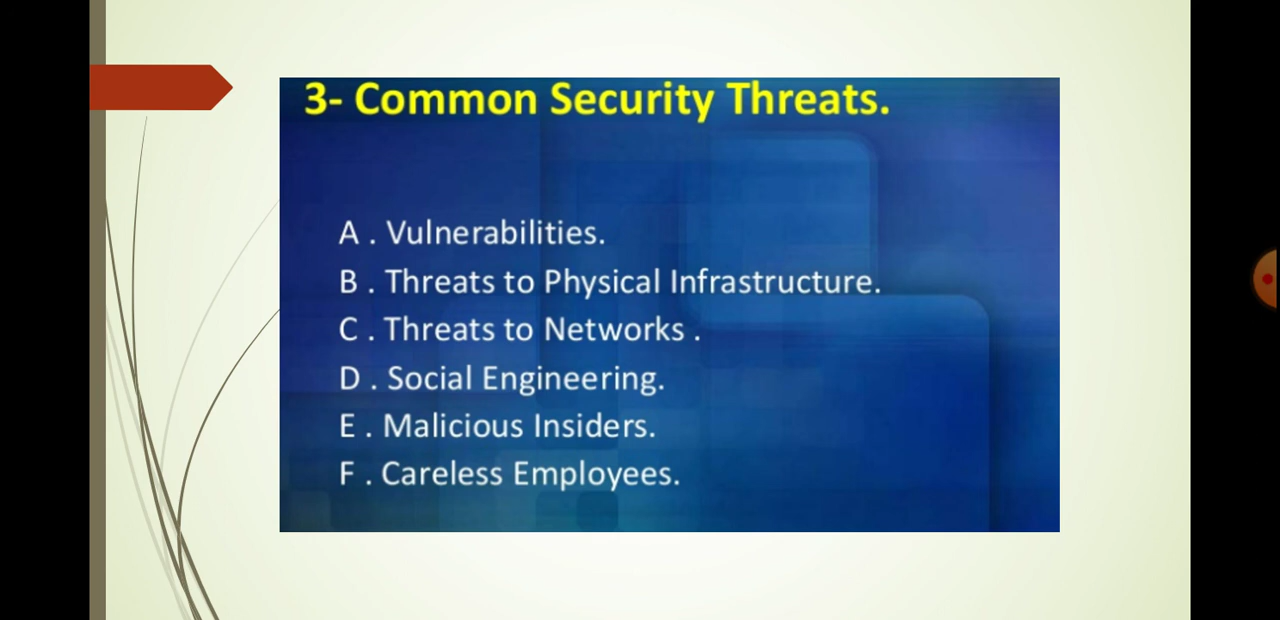 3- Common Security Threats.
A . Vulnerabilities.
B . Threats to Physical Infrastructure.
C . Threats to Networks .
D . Social Engineering.
E . Malicious Insiders.
F . Careless Employees.